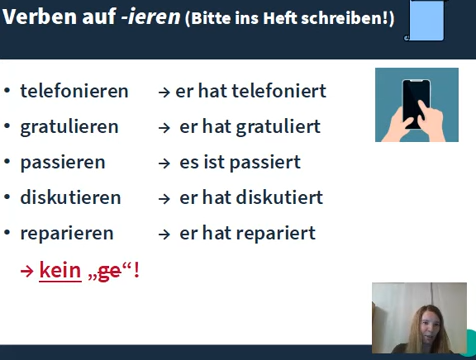 Verben auf -ieren (Bitte ins Heft schreiben!)
• telefonieren → er hat telefoniert
• gratulieren → er hat gratuliert
• passieren → es ist passiert
• diskutieren → er hat diskutiert
• reparieren → er hat repariert
→ kein „ge“!